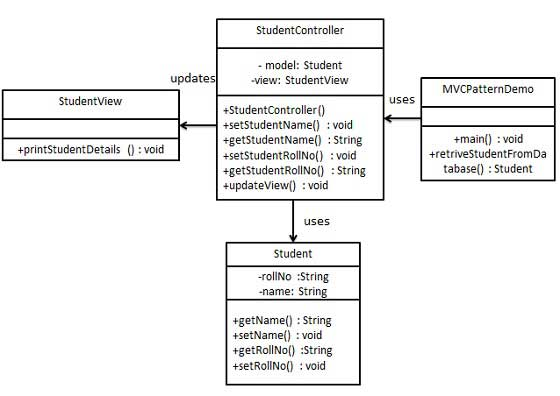 StudentController
- model: Student
-view: StudentView
+StudentController()
+setStudentName() : void
+getStudentName() : String
+setStudentRollNo() : void
+getStudentRollNo() : String
+updateView() : void
updates
StudentView
+printStudentDetails () : void
uses
MVCPatternDemo
+main() : void
+retriveStudentFromDa
tabase() : Student
uses
Student
-rollNo :String
-name: String
+getName() : String
+setName() : void
+getRollNo() :String
+setRollNo() : void